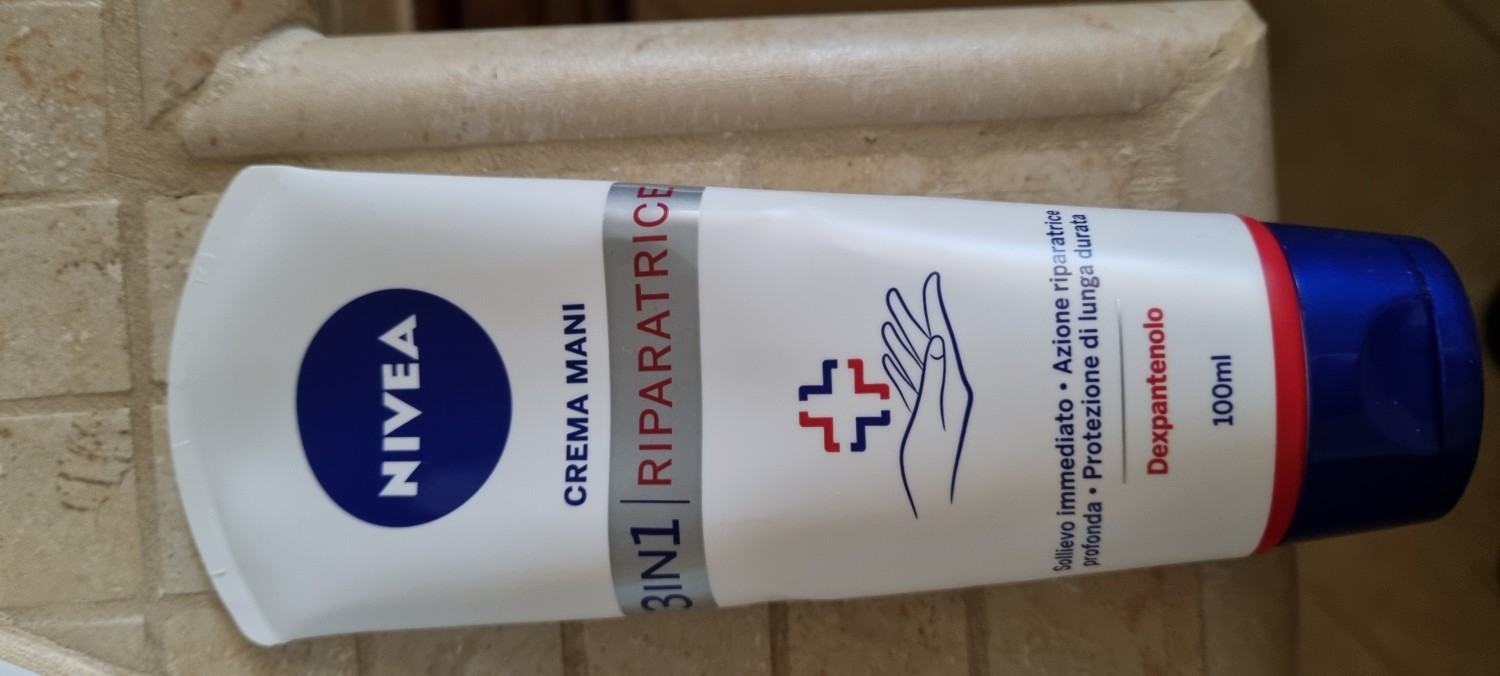 NIVEA
CREMA MANI
3IN1 | RIPARATRICE
Sollievo immediato • Azione riparatrice
profonda • Protezione di lunga durata
Dexpantenolo
100ml